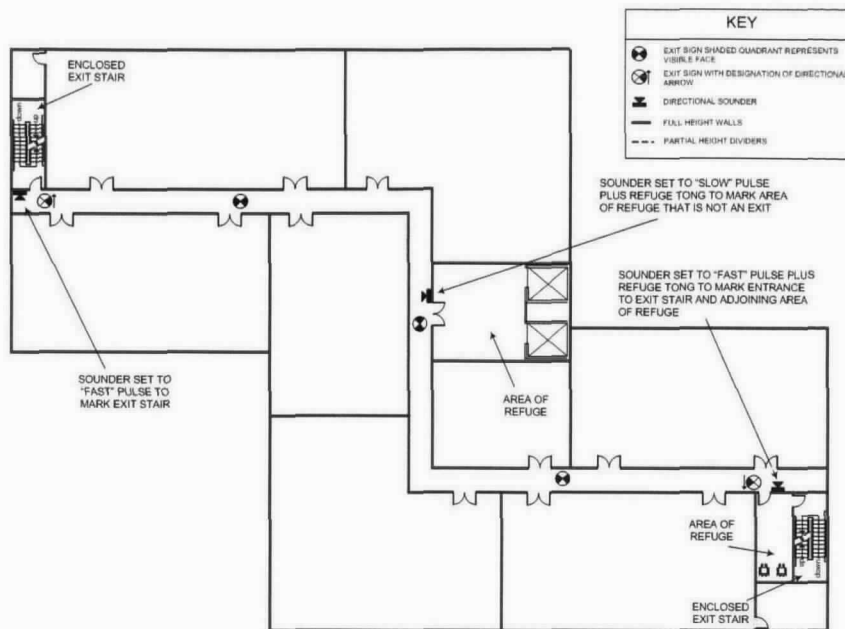 KEY
EXIT SIGN SHADED QUADRANT REPRESENTS
VISIBLE FACE
EXIT SIGN WITH DESIGNATION OF DIRECTIONAL
ARROW
DIRECTIONAL SOUNDER
FULL HEIGHT WALLS
PARTIAL HEIGHT DIVIDERS
ENCLOSED
EXIT STAIR
down
up
SOUNDER SET TO "SLOW" PULSE
PLUS REFUGE TONG TO MARK AREA
OF REFUGE THAT IS NOT AN EXIT
SOUNDER SET TO "FAST" PULSE PLUS
REFUGE TONG TO MARK ENTRANCE
TO EXIT STAIR AND ADJOINING AREA
OF REFUGE
SOUNDER SET TO
"FAST" PULSE TO
MARK EXIT STAIR
AREA OF
REFUGE
AREA OF
REFUGE
up
down
ENCLOSED
EXIT STAIR